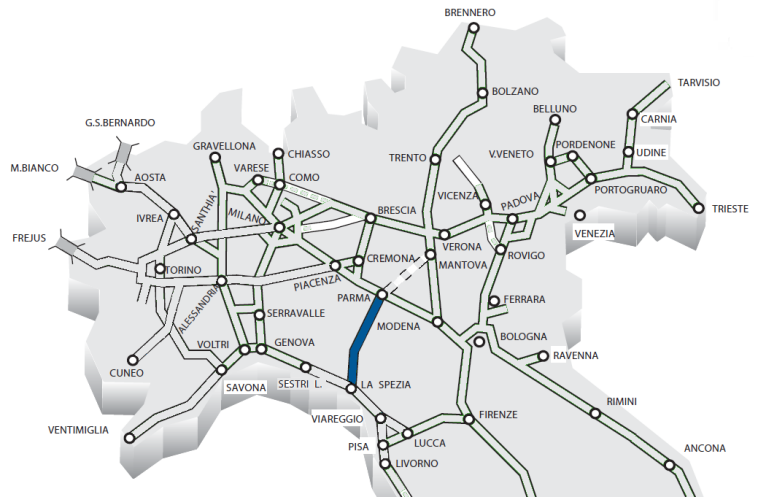 BRENNERO
TARVISIO
BOLZANO
BELLUNO
CARNIA
G.S.BERNARDO
GRAVELLONA
CHIASSO
TRENTO
V.VENETO
PORDENONE
UDINE
M.BIANCO
AOSTA
VARESE
COMO
PORTOGRUARO
IVREA
SANTHIA'
MILANO
BRESCIA
VICENZA
PADOVA
TRIESTE
VENEZIA
FREJUS
TORINO
CREMONA
VERONA
MANTOVA
ROVIGO
PIACENZA
PARMA
ALESSANDRIA
SERRAVALLE
FERRARA
MODENA
VOLTRI
GENOVA
BOLOGNA
RAVENNA
CUNEO
SAVONA
SESTRI L.
LA SPEZIA
RIMINI
VIAREGGIO
FIRENZE
VENTIMIGLIA
PISA
LUCCA
ANCONA
LIVORNO